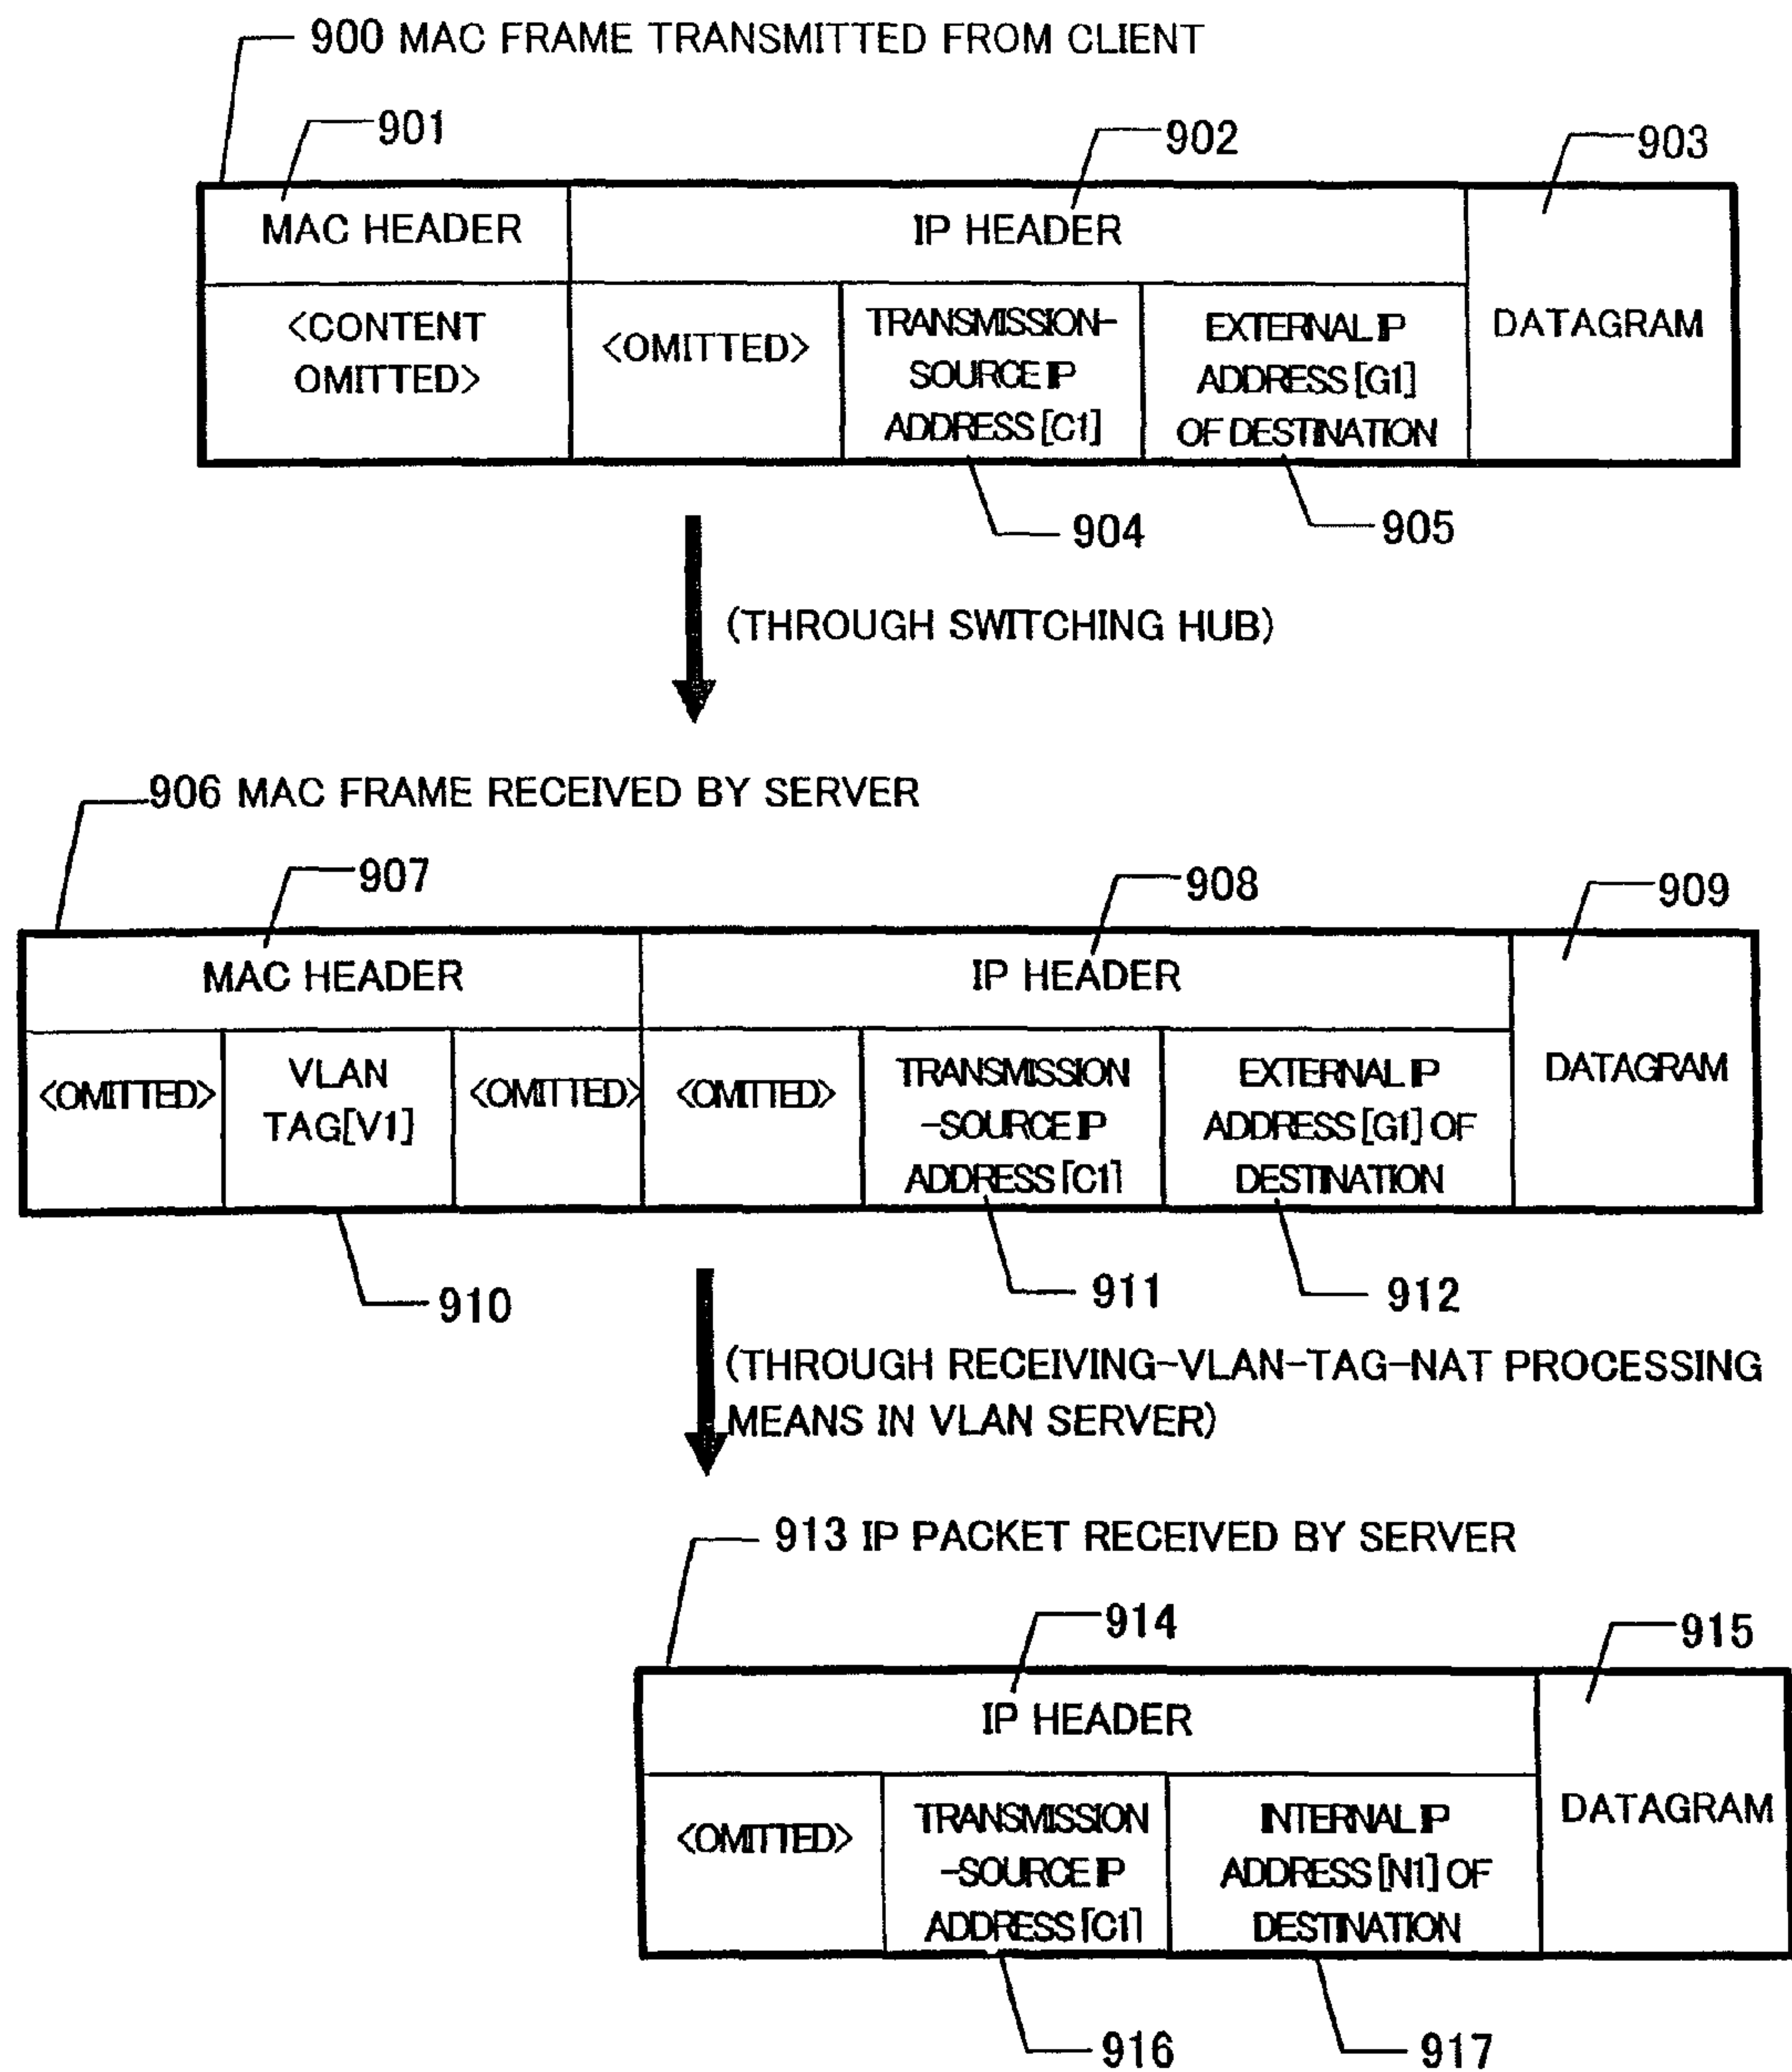 900 MAC FRAME TRANSMITTED FROM CLIENT
901
902
903
MAC HEADER
IP HEADER
DATAGRAM
<CONTENT
OMITTED>
<OMITTED>
TRANSMISSION-
SOURCE IP
ADDRESS [C1]
EXTERNAL IP
ADDRESS [G1]
OF DESTINATION
904
905
(THROUGH SWITCHING HUB)
906 MAC FRAME RECEIVED BY SERVER
907
908
909
MAC HEADER
IP HEADER
DATAGRAM
<OMITTED>
VLAN
TAG[V1]
<OMITTED>
<OMITTED>
TRANSMISSION
-SOURCE IP
ADDRESS [C1]
EXTERNAL IP
ADDRESS [G1] OF
DESTINATION
910
911
912
(THROUGH RECEIVING-VLAN-TAG-NAT PROCESSING
MEANS IN VLAN SERVER)
913 IP PACKET RECEIVED BY SERVER
914
915
IP HEADER
DATAGRAM
<OMITTED>
TRANSMISSION
-SOURCE IP
ADDRESS [C1]
INTERNAL IP
ADDRESS [N1] OF
DESTINATION
916
917